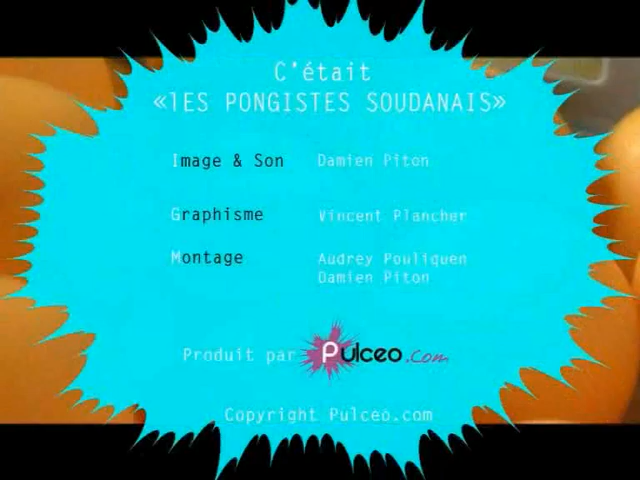 C'était
«lES PONGISTES SOUDANAIS»
Image & Son Damien Piton
Graphisme Vincent Plancher
Montage Audrey Pouliquen
Damien Piton
Produit par Pulceo.com
Copyright Pulceo.com